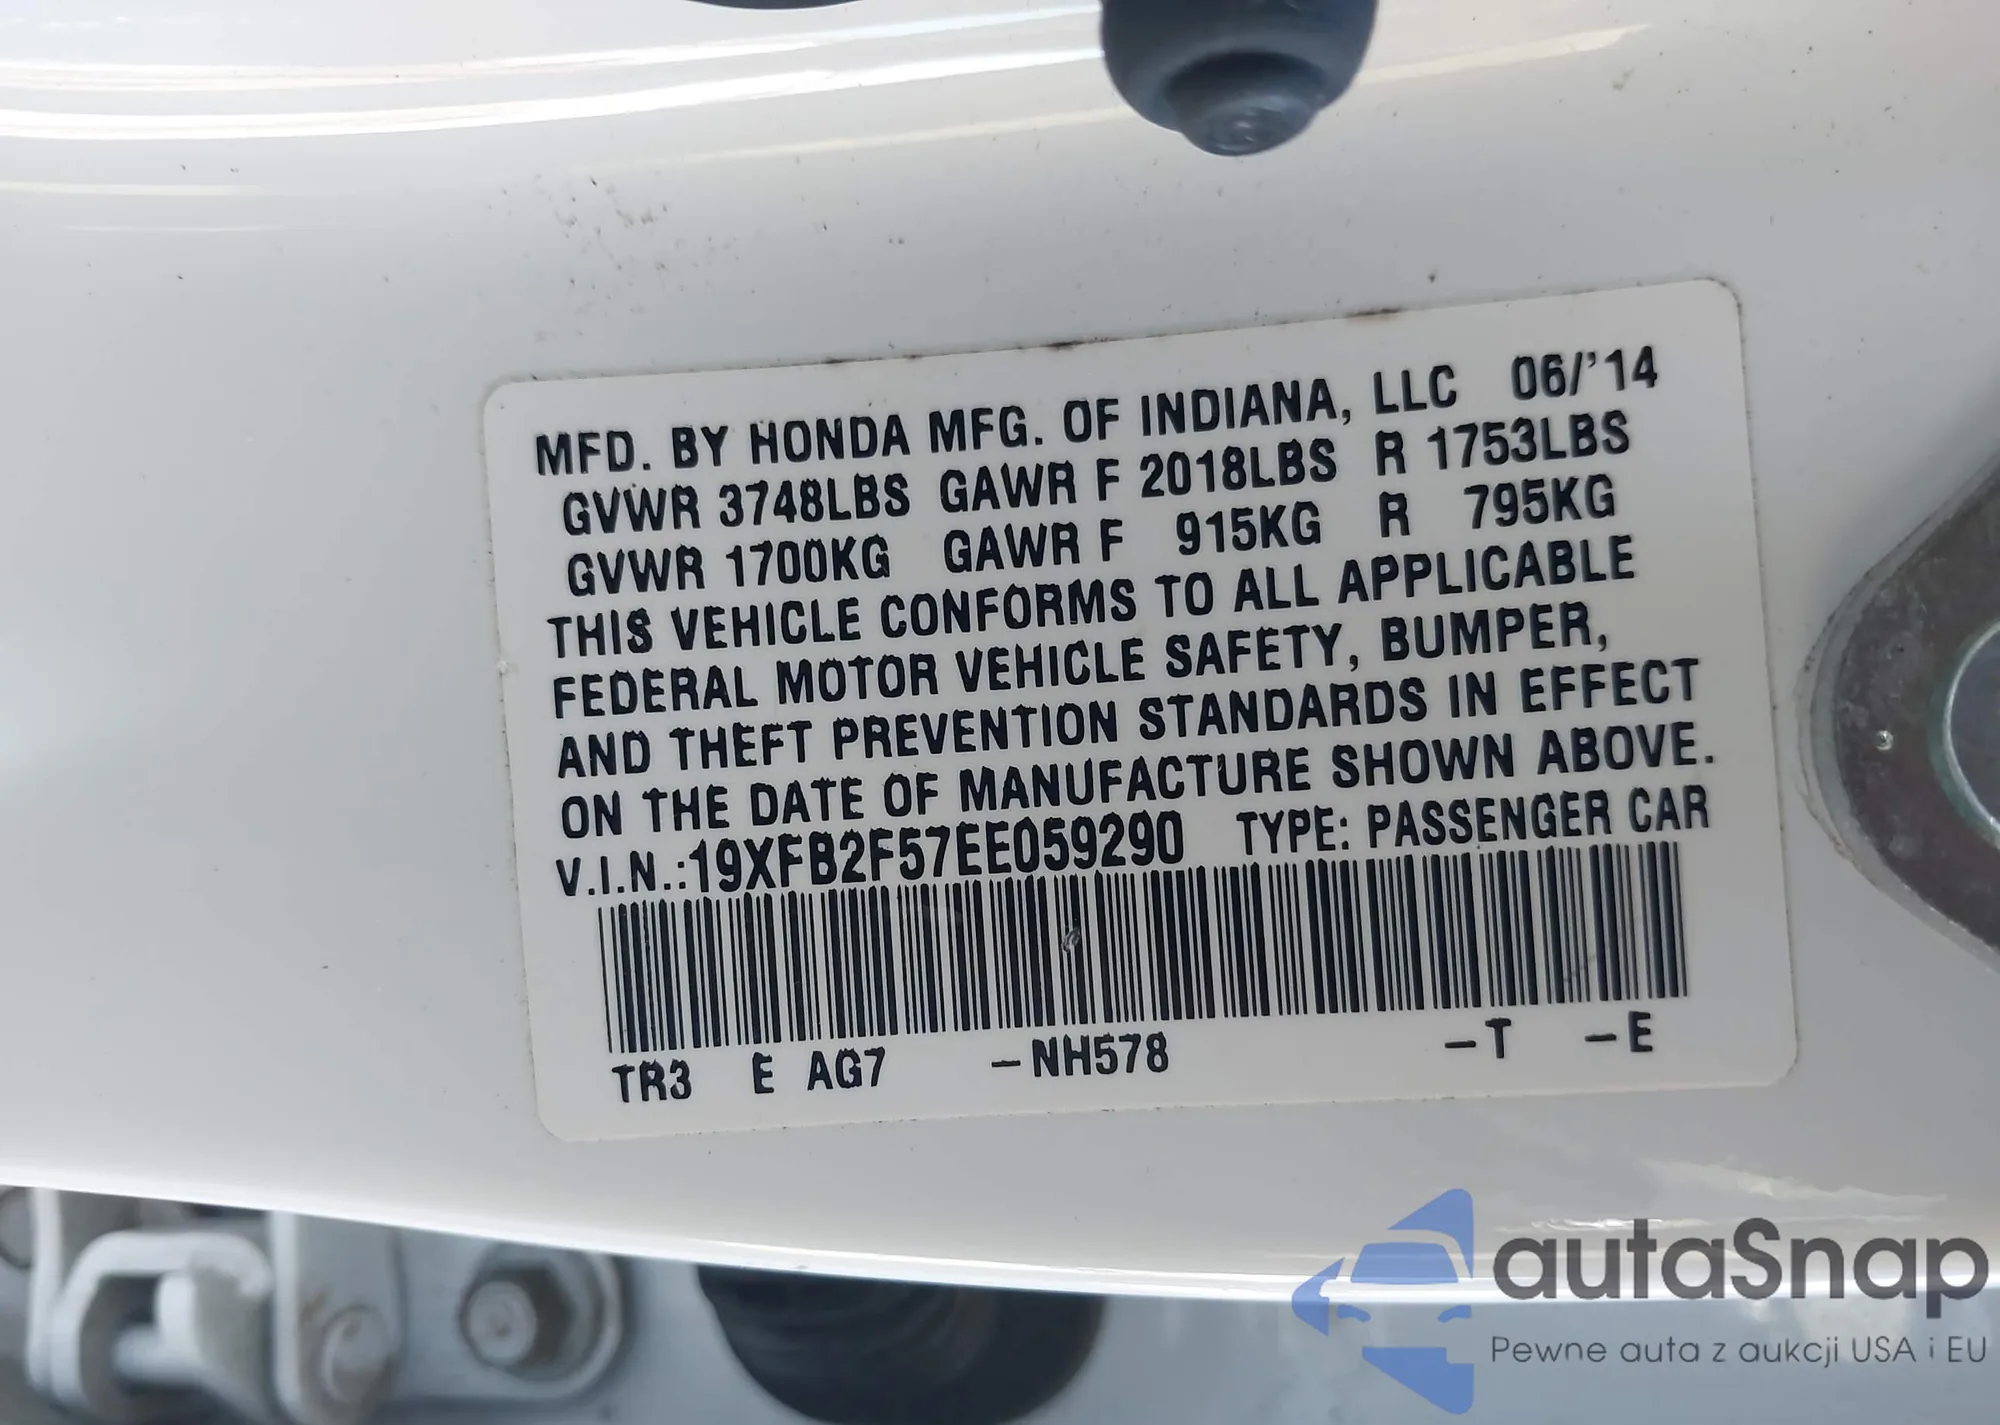 MFD. BY HONDA MFG. OF INDIANA, LLC 06/'14
GVWR 3748LBS GAWR F 2018LBS R 1753LBS
GVWR 1700KG GAWR F 915KG R 795KG
THIS VEHICLE CONFORMS TO ALL APPLICABLE
FEDERAL MOTOR VEHICLE SAFETY, BUMPER,
AND THEFT PREVENTION STANDARDS IN EFFECT
ON THE DATE OF MANUFACTURE SHOWN ABOVE.
V.I.N.:19XFB2F57EE059290 TYPE: PASSENGER CAR
TR3 E AG7 –NH578 –T –E
autaSnap
Pewne auta z aukcji USA i EU